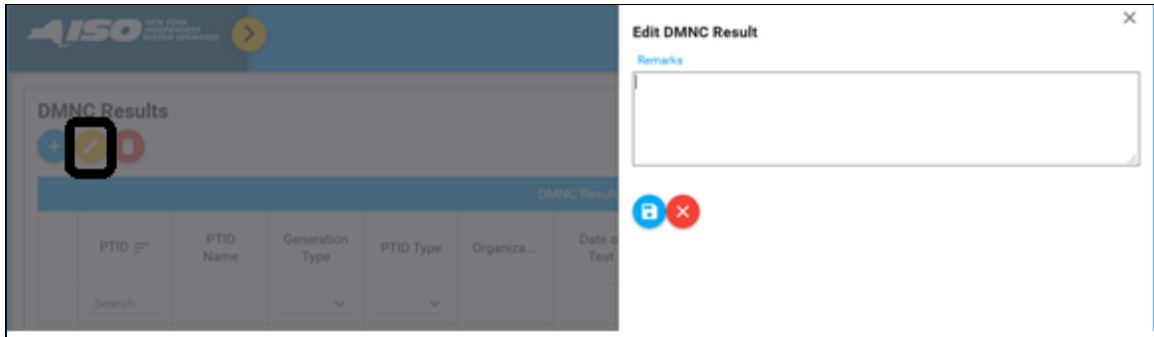 ISO NEW YORK
INDEPENDENT
SYSTEM OPERATOR
DMNC Results
DMNC Result
PTID
PTID
Name
Generation
Type
PTID Type
Organiza...
Date o
Test
Search
Edit DMNC Result
Remarks